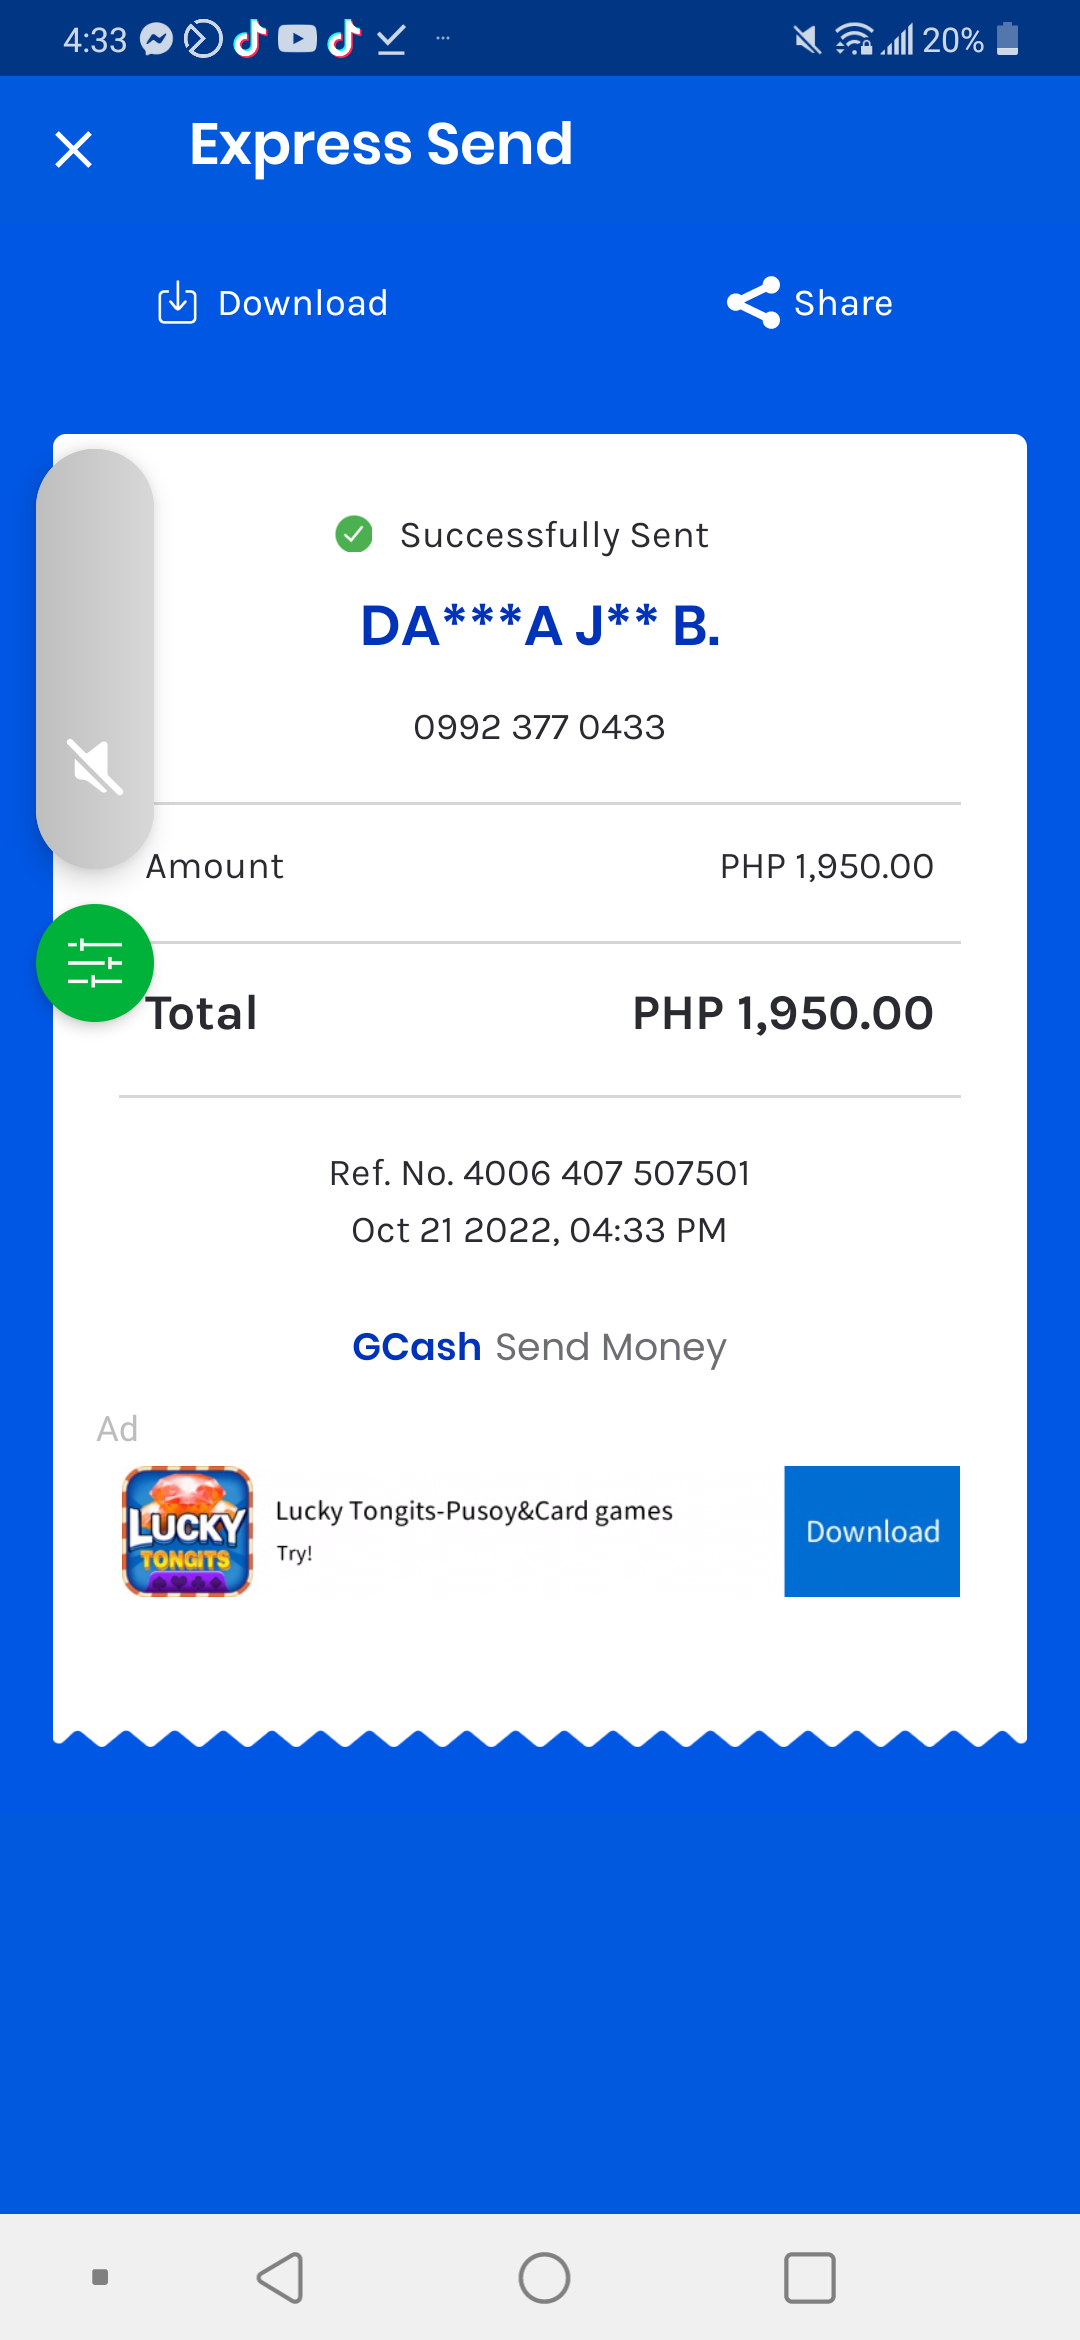 4:33 ... 20%
Express Send
Download Share
Successfully Sent
DA***A J** B.
0992 377 0433
Amount PHP 1,950.00
Total PHP 1,950.00
Ref. No. 4006 407 507501
Oct 21 2022, 04:33 PM
GCash Send Money
Ad
LUCKY
TONGITS
Lucky Tongits-Pusoy&Card games
Try!
Download